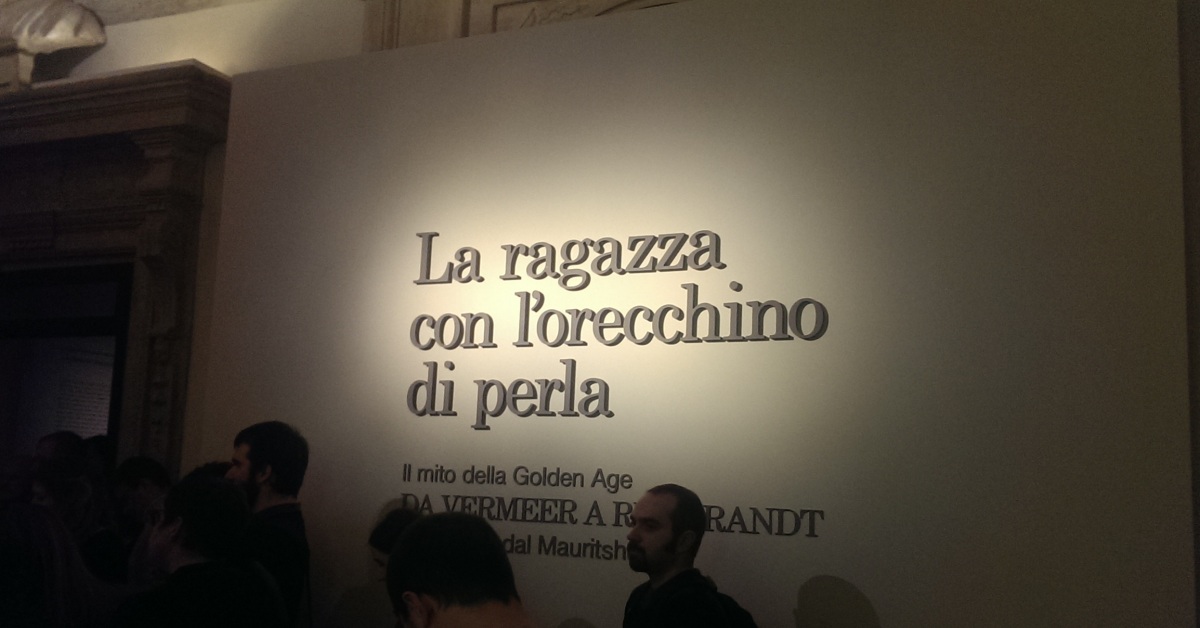 La ragazza
con l'orecchino
di perla
Il mito della Golden Age
DA VERMEER A
dal